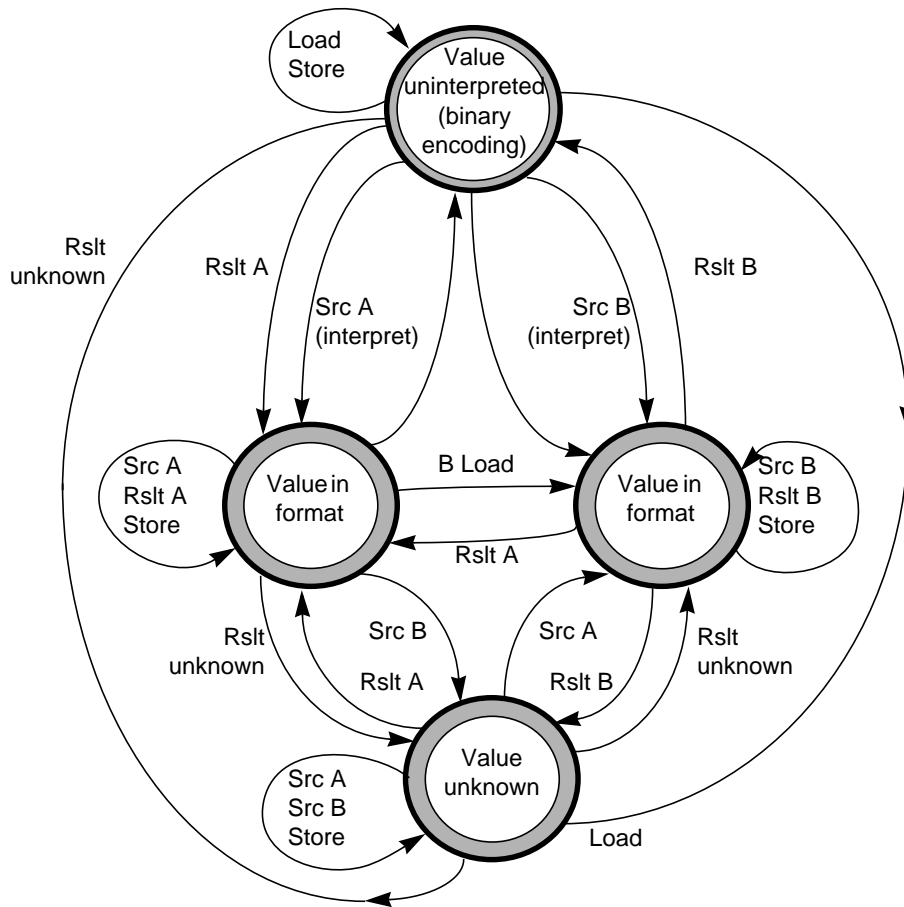 Load
Store
Value
uninterpreted
(binary
encoding)
Rslt
unknown
Rslt A
Rslt B
Src A
(interpret)
Src B
(interpret)
Src A
Rslt A
Store
Value in
format
B Load
Value in
format
Src B
Rslt B
Store
Rslt A
Rslt
unknown
Src B
Src A
Rslt
unknown
Rslt A
Rslt B
Value
unknown
Src A
Src B
Store
Load